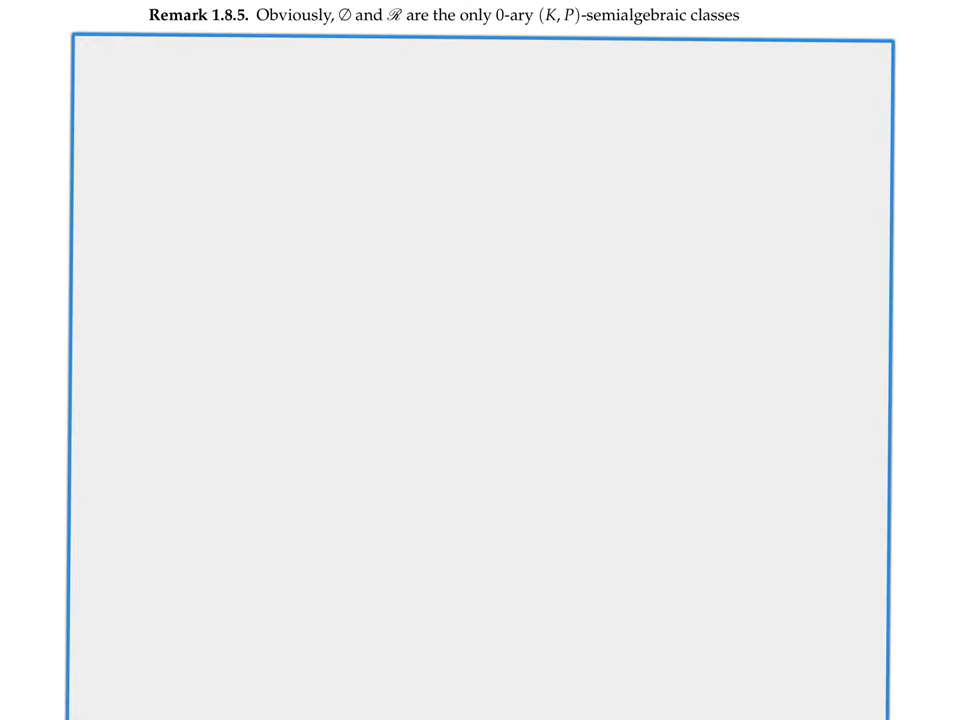 Remark 1.8.5. Obviously, ∅ and ℛ are the only 0-ary (K, P)-semialgebraic classes